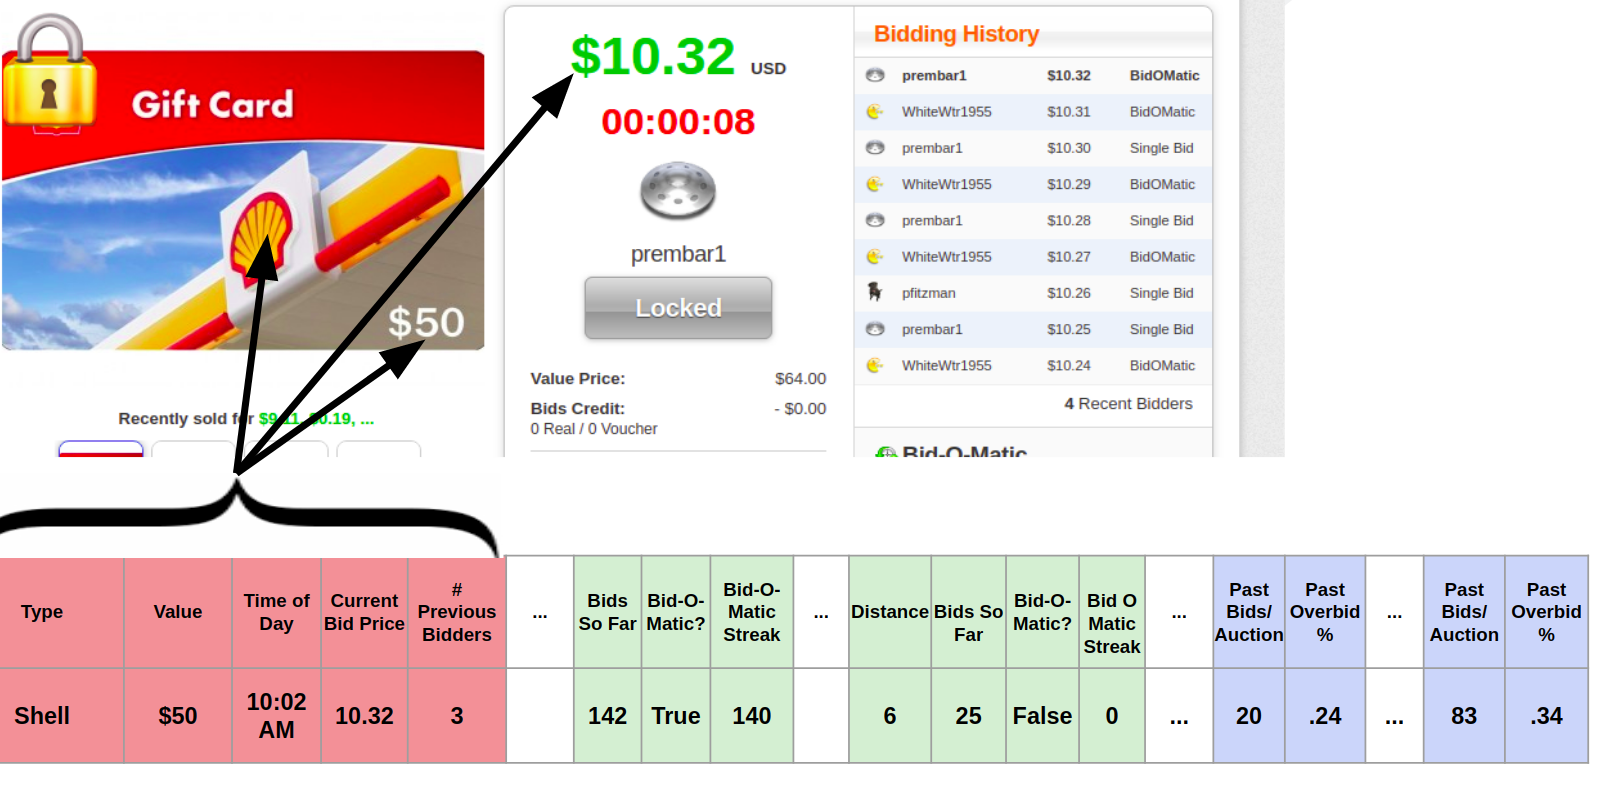 Gift Card
$50
Recently sold for $9.11, $0.19, ...
$10.32 USD
00:00:08
prembar1
Locked
Value Price: $64.00
Bids Credit: - $0.00
0 Real / 0 Voucher
Bidding History
prembar1 $10.32 BidOMatic
WhiteWtr1955 $10.31 BidOMatic
prembar1 $10.30 Single Bid
WhiteWtr1955 $10.29 BidOMatic
prembar1 $10.28 Single Bid
WhiteWtr1955 $10.27 BidOMatic
pfitzman $10.26 Single Bid
prembar1 $10.25 Single Bid
WhiteWtr1955 $10.24 BidOMatic
4 Recent Bidders
Bid-O-Matic
Type
Value
Time of
Day
Current
Bid Price
#
Previous
Bidders
...
Bids
So Far
Bid-O-
Matic?
Bid-O-
Matic
Streak
...
Distance
Bids So
Far
Bid-O-
Matic?
Bid O
Matic
Streak
...
Past
Bids/
Auction
Past
Overbid
%
...
Past
Bids/
Auction
Past
Overbid
%
Shell
$50
10:02
AM
10.32
3
142
True
140
6
25
False
0
...
20
.24
...
83
.34